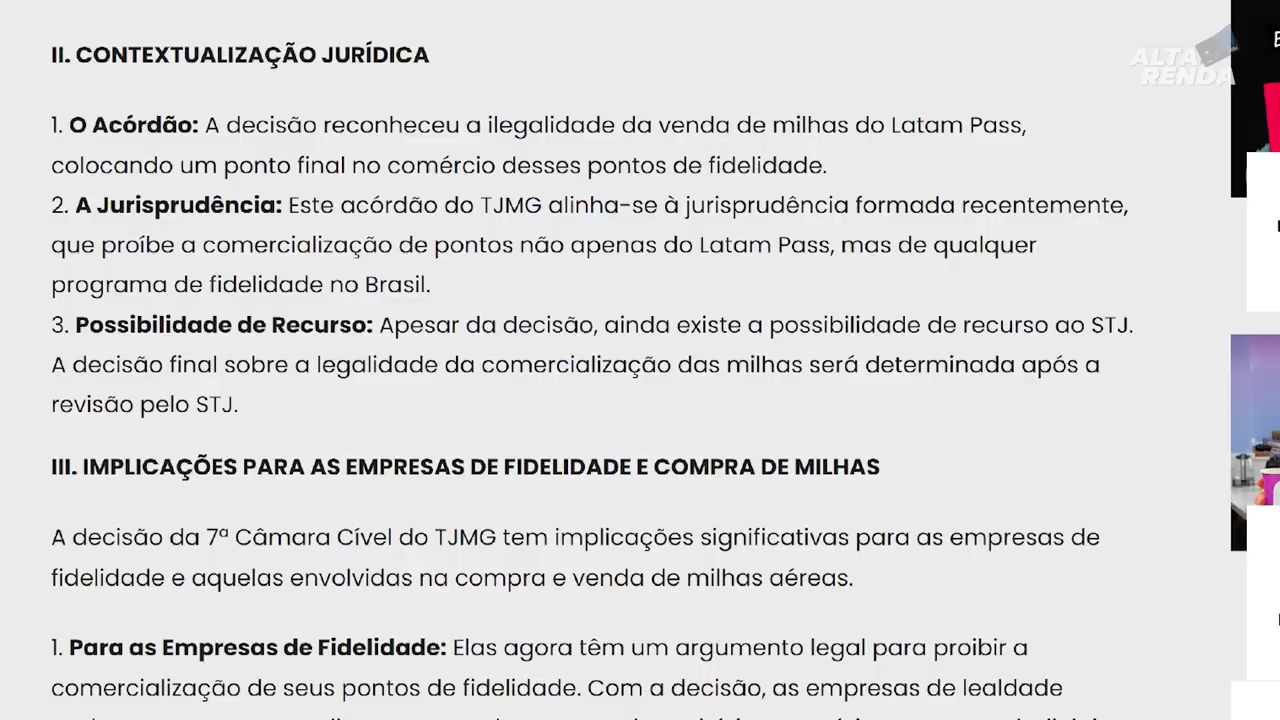 ALTA
RENDA
II. CONTEXTUALIZAÇÃO JURÍDICA
1. O Acórdão: A decisão reconheceu a ilegalidade da venda de milhas do Latam Pass,
colocando um ponto final no comércio desses pontos de fidelidade.
2. A Jurisprudência: Este acórdão do TJMG alinha-se à jurisprudência formada recentemente,
que proíbe a comercialização de pontos não apenas do Latam Pass, mas de qualquer
programa de fidelidade no Brasil.
3. Possibilidade de Recurso: Apesar da decisão, ainda existe a possibilidade de recurso ao STJ.
A decisão final sobre a legalidade da comercialização das milhas será determinada após a
revisão pelo STJ.
III. IMPLICAÇÕES PARA AS EMPRESAS DE FIDELIDADE E COMPRA DE MILHAS
A decisão da 7ª Câmara Cível do TJMG tem implicações significativas para as empresas de
fidelidade e aquelas envolvidas na compra e venda de milhas aéreas.
1. Para as Empresas de Fidelidade: Elas agora têm um argumento legal para proibir a
comercialização de seus pontos de fidelidade. Com a decisão, as empresas de lealdade